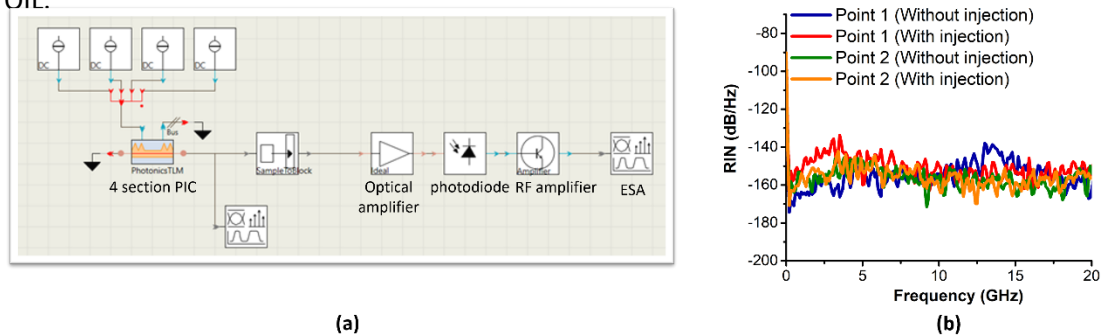 OIL.
DC DC DC DC
Bus
PhotonicsTLM
4 section PIC
SampleToBlock
Ideal
Optical
amplifier
photodiode
Amplifier
RF amplifier
ESA
(a)
Point 1 (Without injection)
Point 1 (With injection)
Point 2 (Without injection)
Point 2 (With injection)
RIN (dB/Hz)
-80
-100
-120
-140
-160
-180
-200
0 5 10 15 20
Frequency (GHz)
(b)